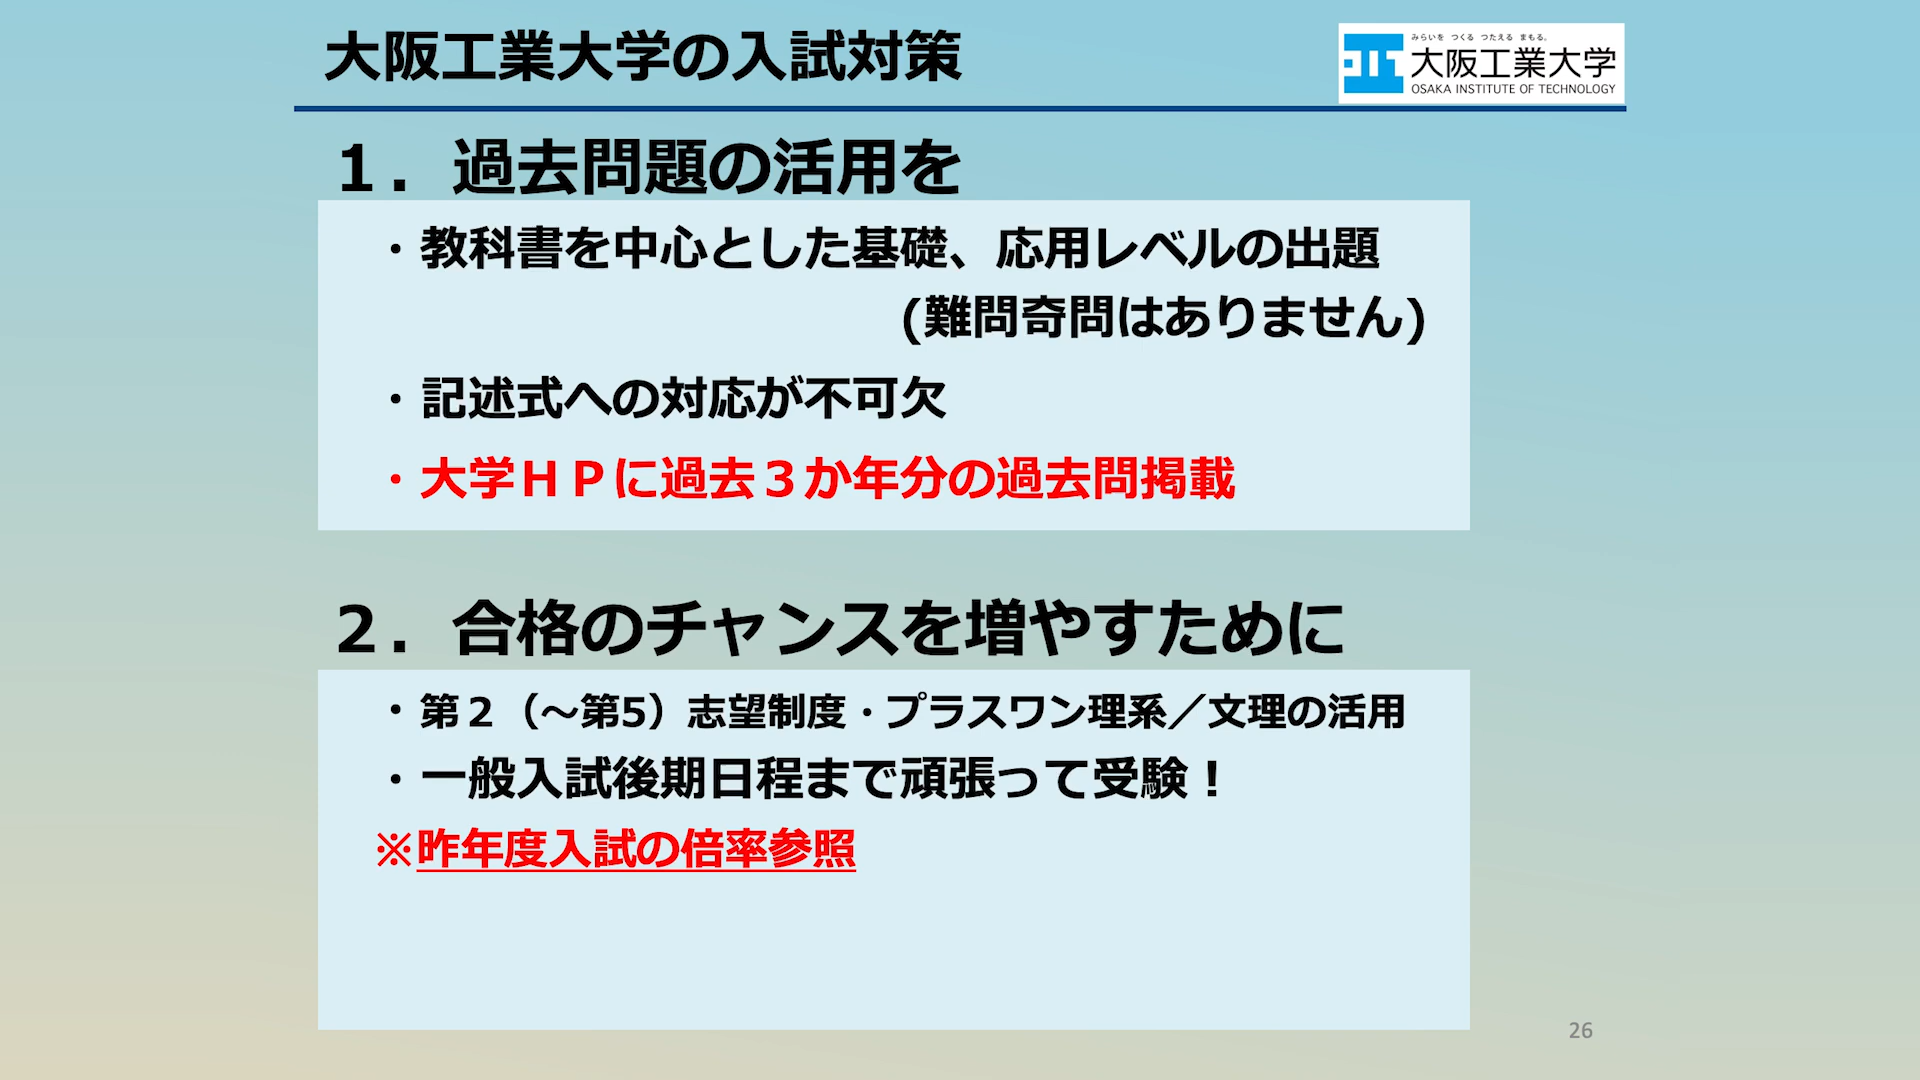 大阪工業大学の入試対策
みらいを つくる つたえる まもる。
大阪工業大学
OSAKA INSTITUTE OF TECHNOLOGY
１．過去問題の活用を
・教科書を中心とした基礎、応用レベルの出題
(難問奇問はありません)
・記述式への対応が不可欠
・大学ＨＰに過去３か年分の過去問掲載
２．合格のチャンスを増やすために
・第２（～第5）志望制度・プラスワン理系／文理の活用
・一般入試後期日程まで頑張って受験！
※昨年度入試の倍率参照
26